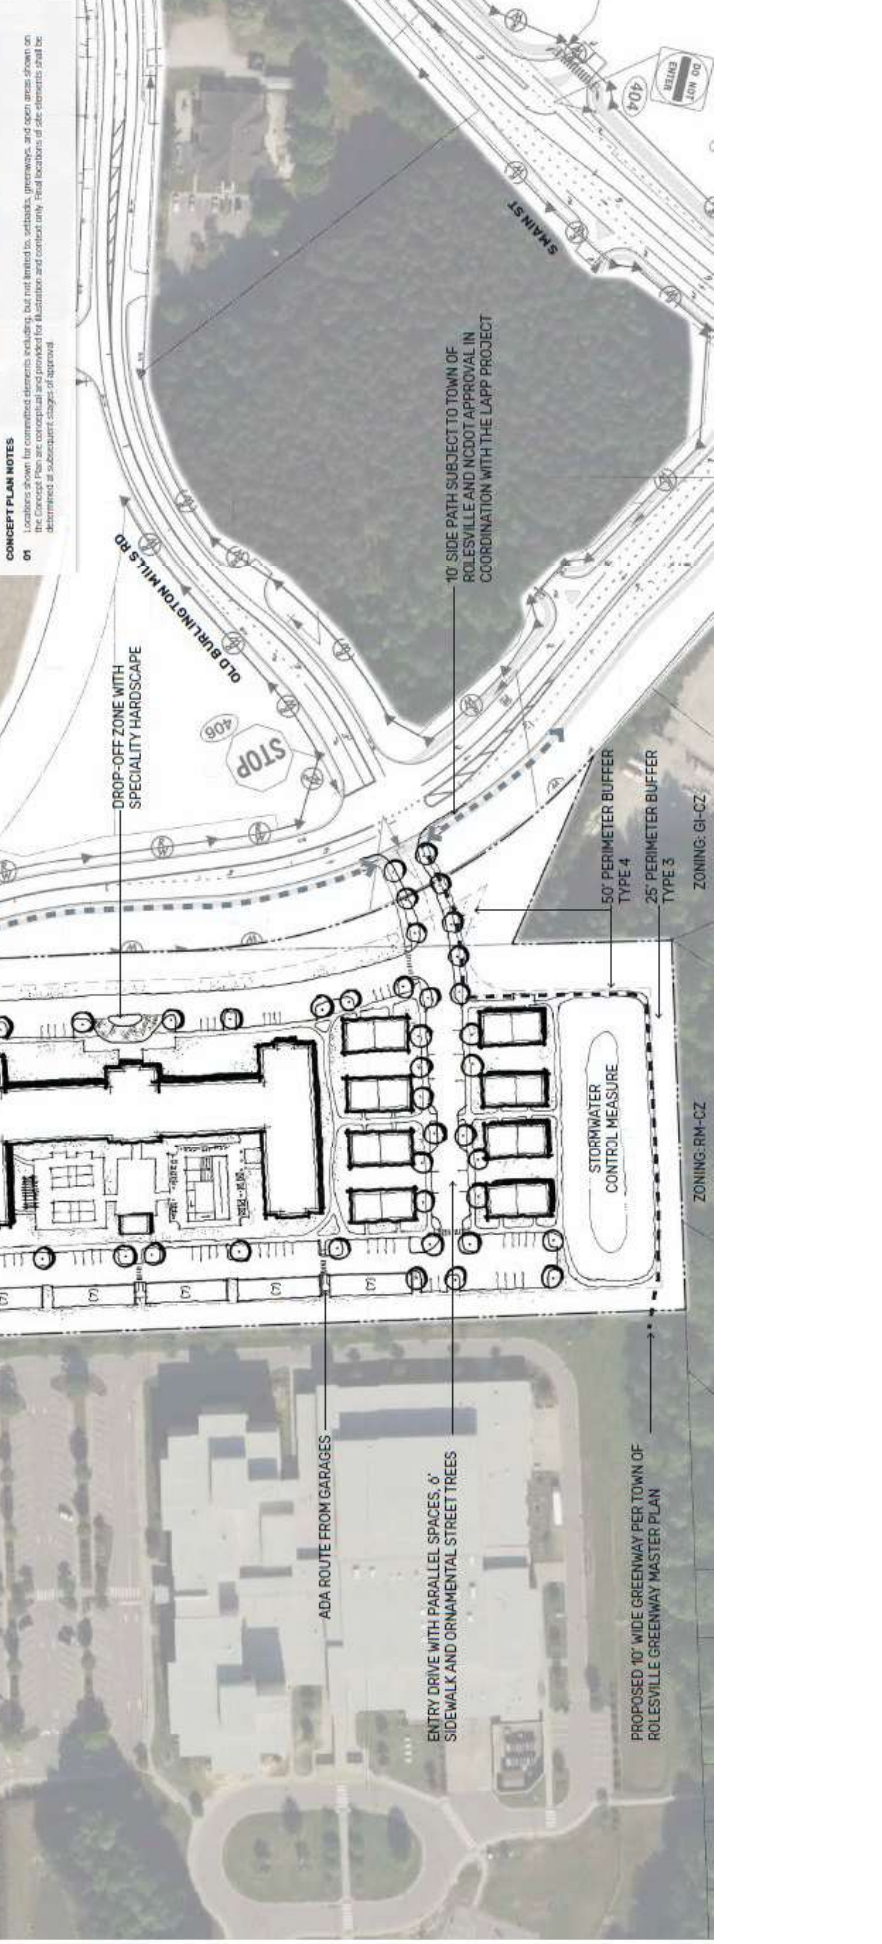 CONCEPT PLAN NOTES
01 Locations shown for committed elements including, but not limited to, setbacks, greenways, and open areas shown on
the Concept Plan are conceptual and provided for illustration and context only. Final locations of site elements shall be
determined at subsequent stages of approval
DO NOT
ENTER
404
S MAIN ST
10' SIDE PATH SUBJECT TO TOWN OF
ROLESVILLE AND NCDOT APPROVAL IN
COORDINATION WITH THE LAPP PROJECT
OLD BURLINGTON MILLS RD
DROP-OFF ZONE WITH
SPECIALITY HARDSCAPE
406
STOP
50' PERIMETER BUFFER
TYPE 4
25' PERIMETER BUFFER
TYPE 3
ZONING: GI-CZ
STORMWATER
CONTROL MEASURE
ZONING: RM-CZ
(7)
(7)
(7)
(7)
(7)
ADA ROUTE FROM GARAGES
ENTRY DRIVE WITH PARALLEL SPACES, 6'
SIDEWALK AND ORNAMENTAL STREET TREES
PROPOSED 10' WIDE GREENWAY PER TOWN OF
ROLESVILLE GREENWAY MASTER PLAN